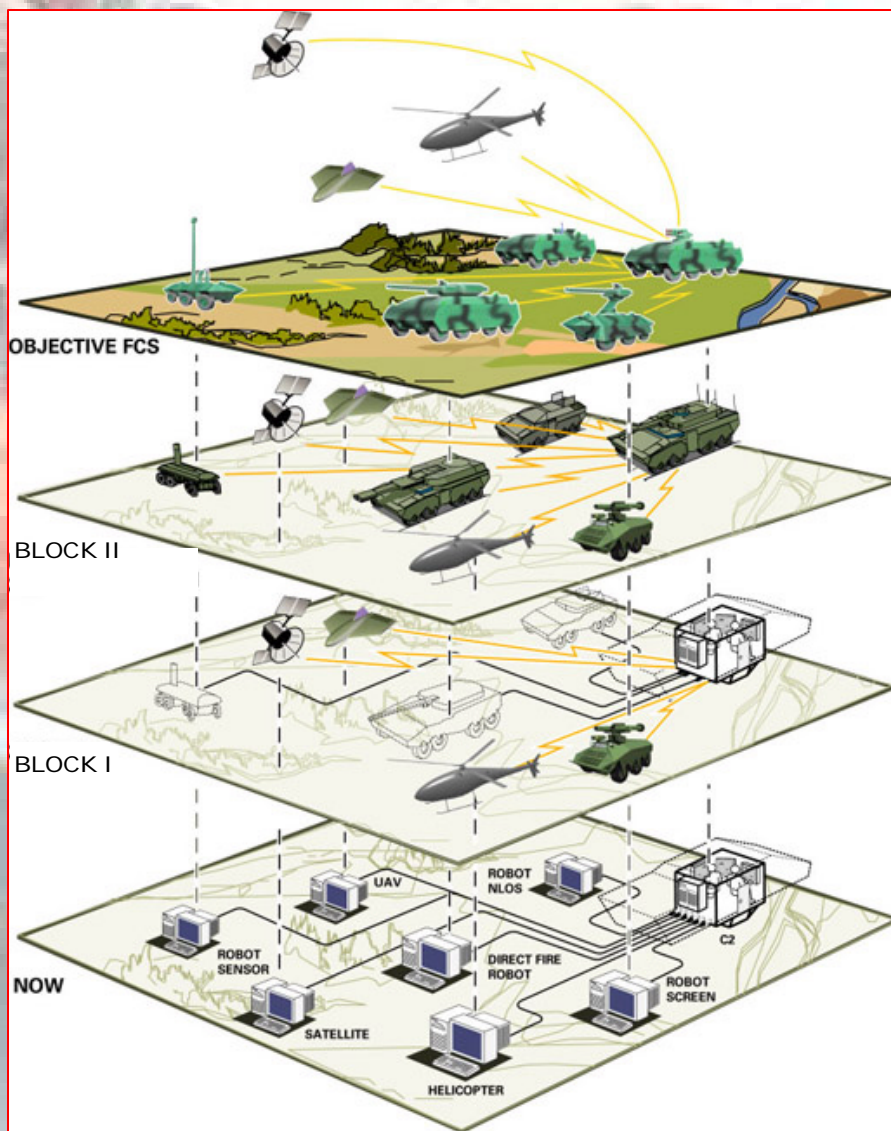 OBJECTIVE FCS
BLOCK II
BLOCK I
UAV
ROBOT
NLOS
C2
ROBOT
SENSOR
DIRECT FIRE
ROBOT
ROBOT
SCREEN
NOW
SATELLITE
HELICOPTER